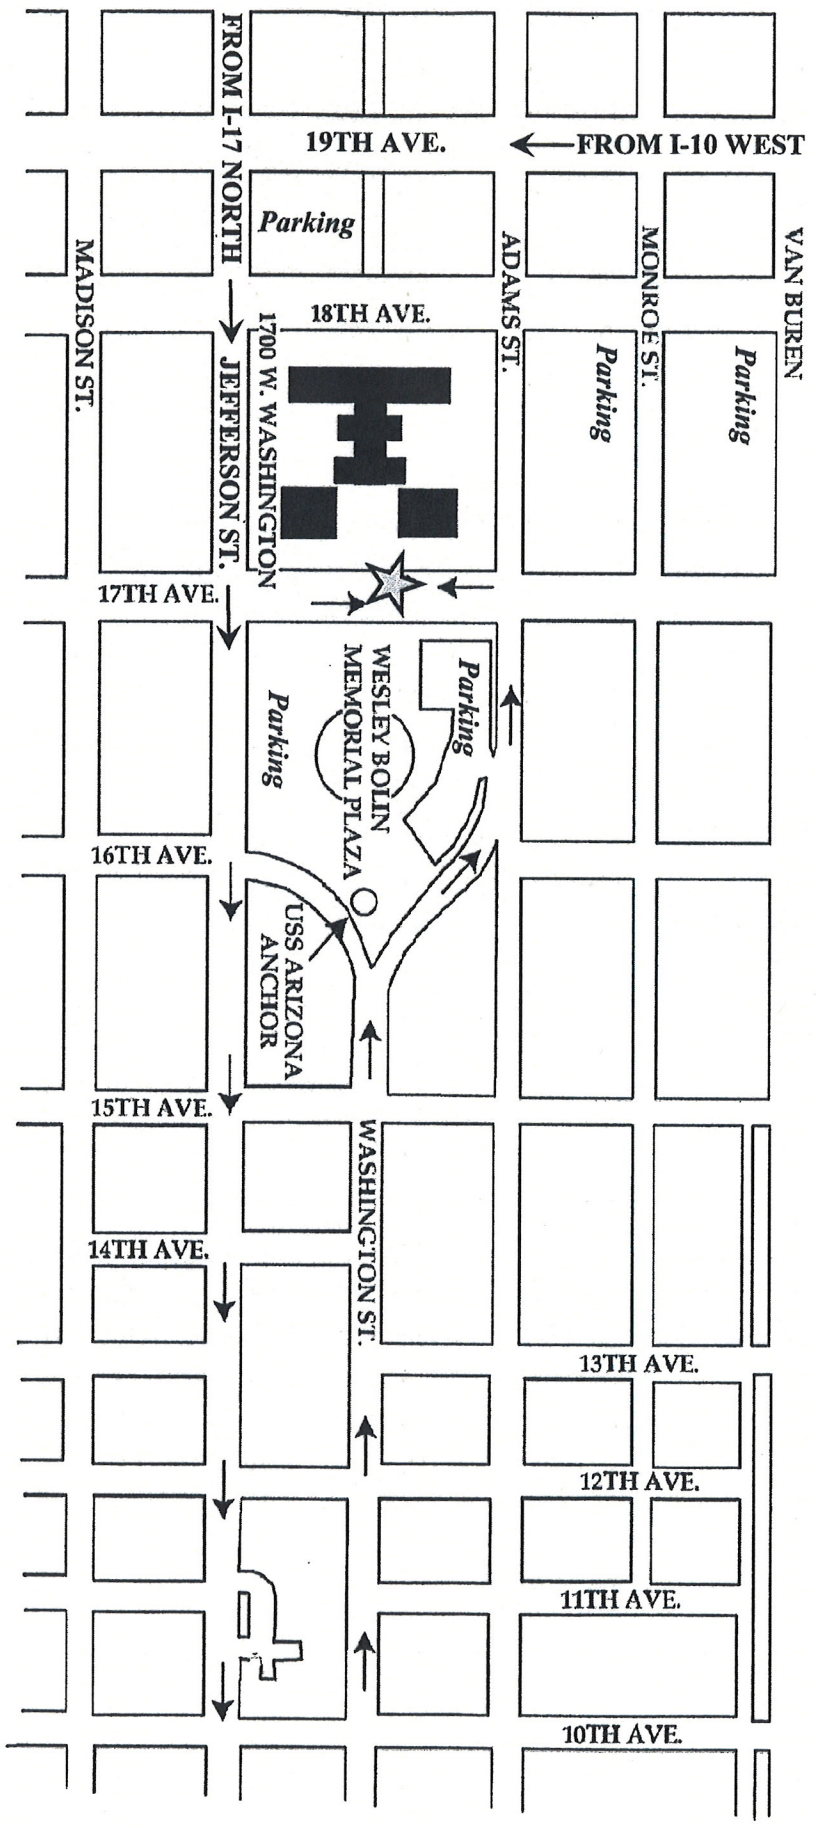 FROM I-17 NORTH
19TH AVE.
FROM I-10 WEST
Parking
MADISON ST.
ADAMS ST.
MONROE ST.
VAN BUREN
18TH AVE.
1700 W. WASHINGTON
JEFFERSON ST.
Parking
Parking
17TH AVE.
WESLEY BOLIN
MEMORIAL PLAZA
Parking
Parking
16TH AVE.
USS ARIZONA
ANCHOR
15TH AVE.
WASHINGTON ST.
14TH AVE.
13TH AVE.
12TH AVE.
11TH AVE.
10TH AVE.